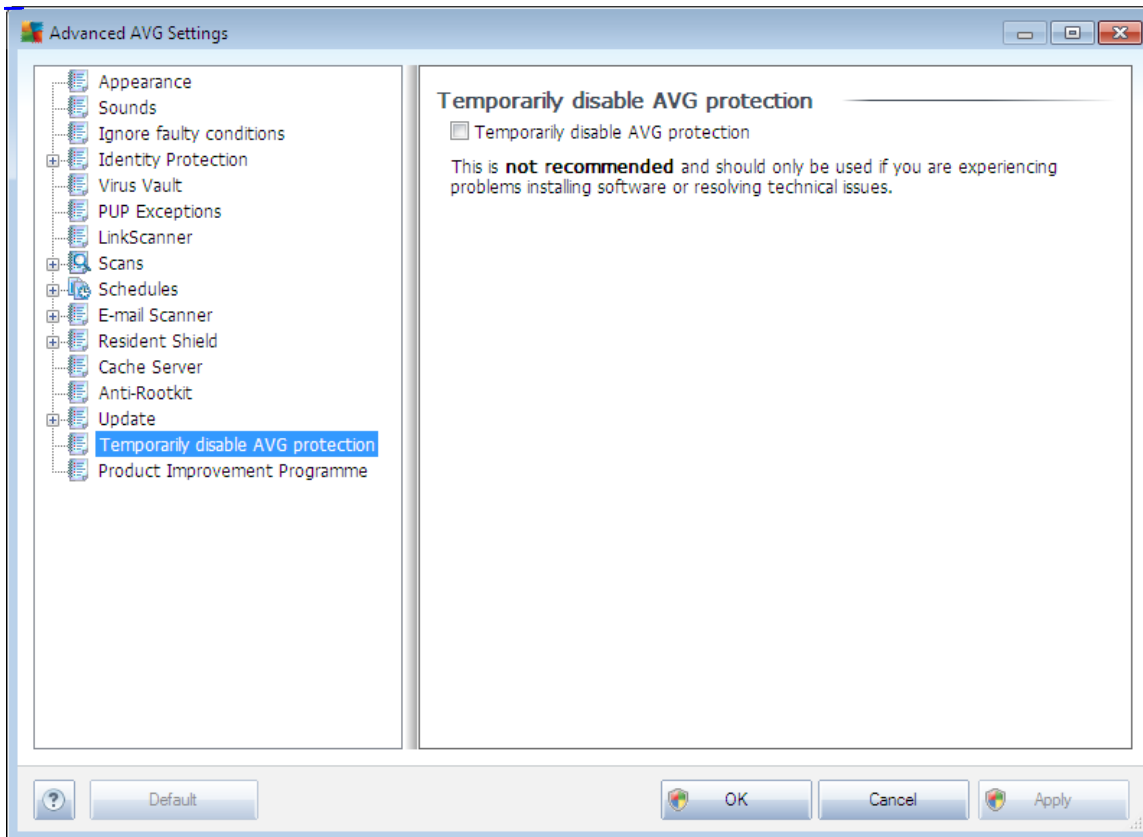 Advanced AVG Settings
Appearance
Sounds
Ignore faulty conditions
Identity Protection
Virus Vault
PUP Exceptions
LinkScanner
Scans
Schedules
E-mail Scanner
Resident Shield
Cache Server
Anti-Rootkit
Update
Temporarily disable AVG protection
Product Improvement Programme
Temporarily disable AVG protection
Temporarily disable AVG protection
This is not recommended and should only be used if you are experiencing
problems installing software or resolving technical issues.
?
Default
OK
Cancel
Apply